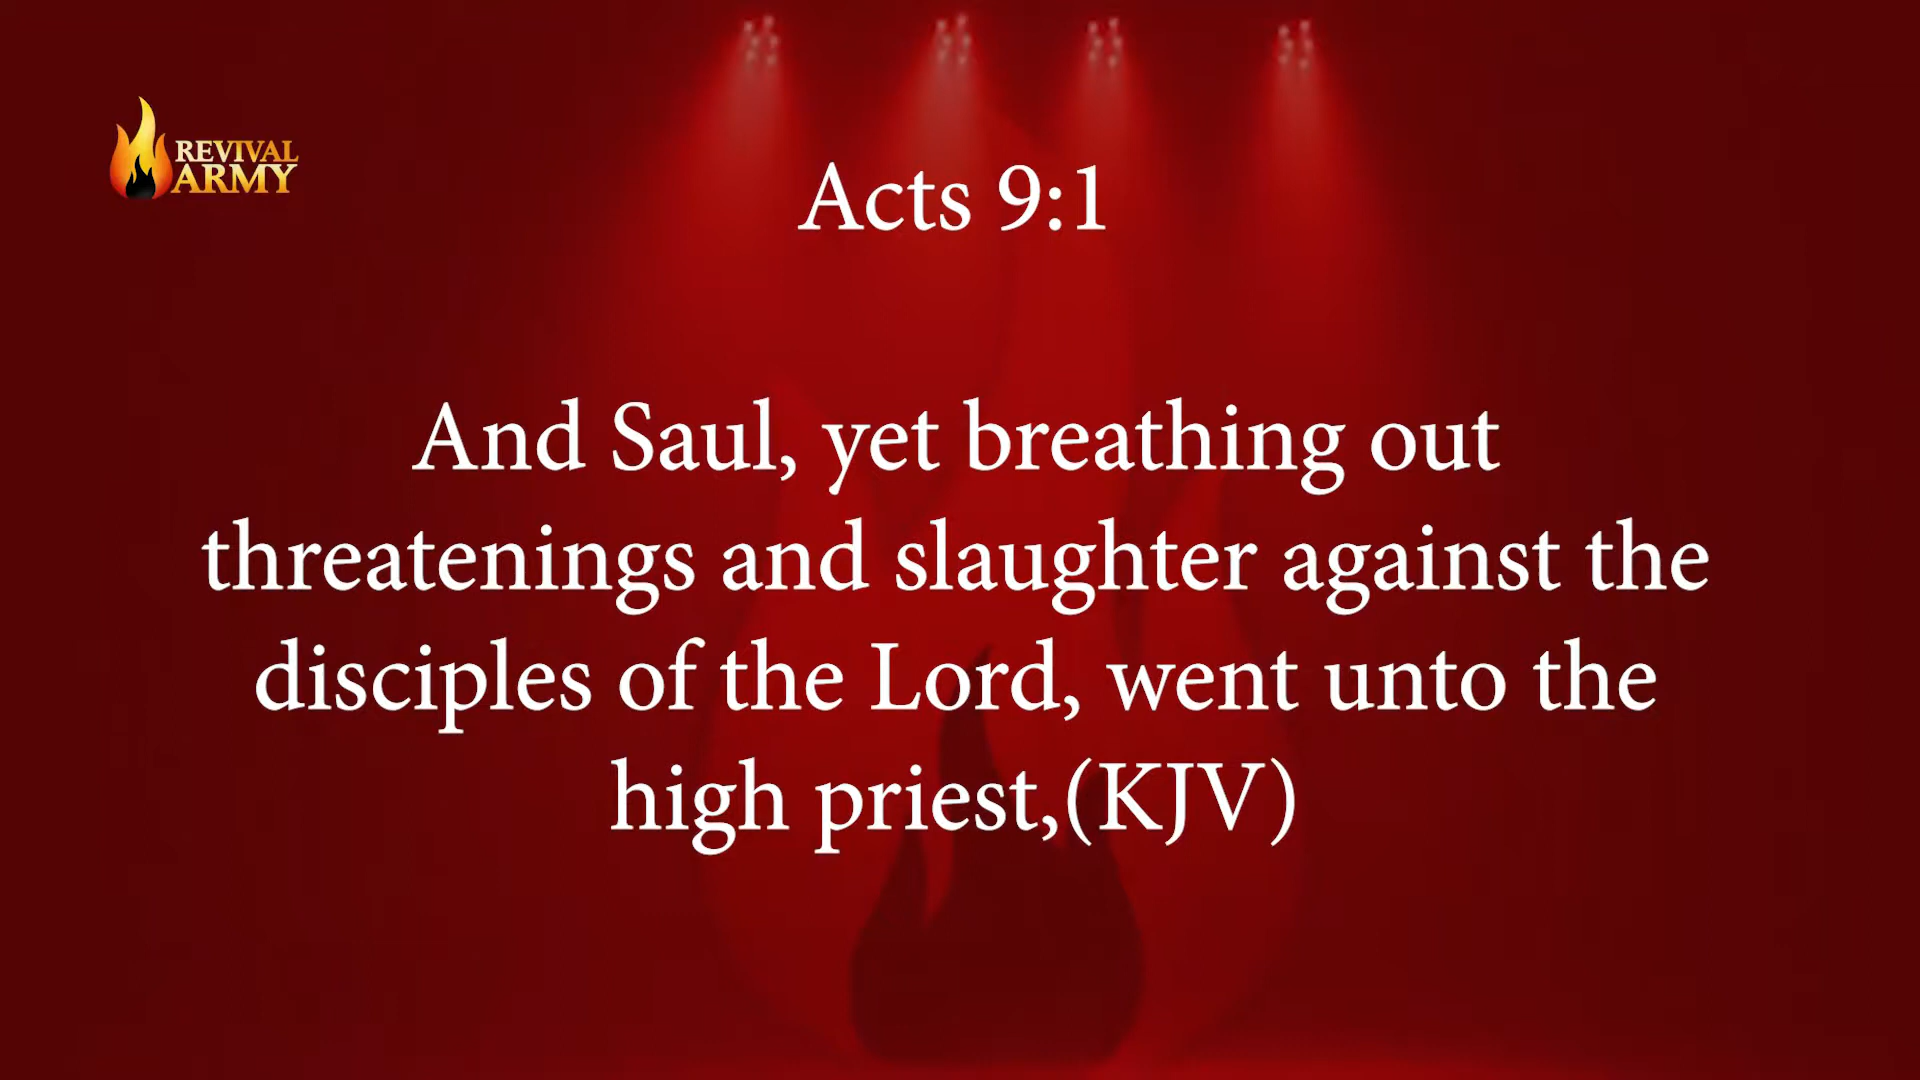 REVIVAL
ARMY
Acts 9:1
And Saul, yet breathing out
threatenings and slaughter against the
disciples of the Lord, went unto the
high priest,(KJV)